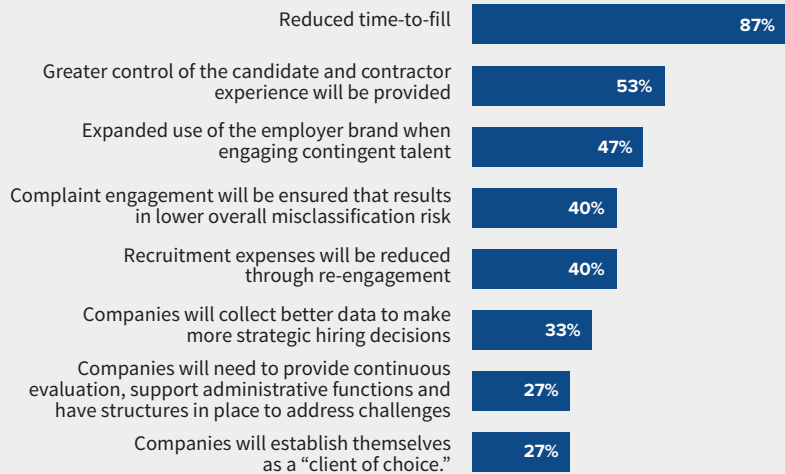 Reduced time-to-fill
87%
Greater control of the candidate and contractor
experience will be provided
53%
Expanded use of the employer brand when
engaging contingent talent
47%
Complaint engagement will be ensured that results
in lower overall misclassification risk
40%
Recruitment expenses will be reduced
through re-engagement
40%
Companies will collect better data to make
more strategic hiring decisions
33%
Companies will need to provide continuous
evaluation, support administrative functions and
have structures in place to address challenges
27%
Companies will establish themselves
as a “client of choice.”
27%